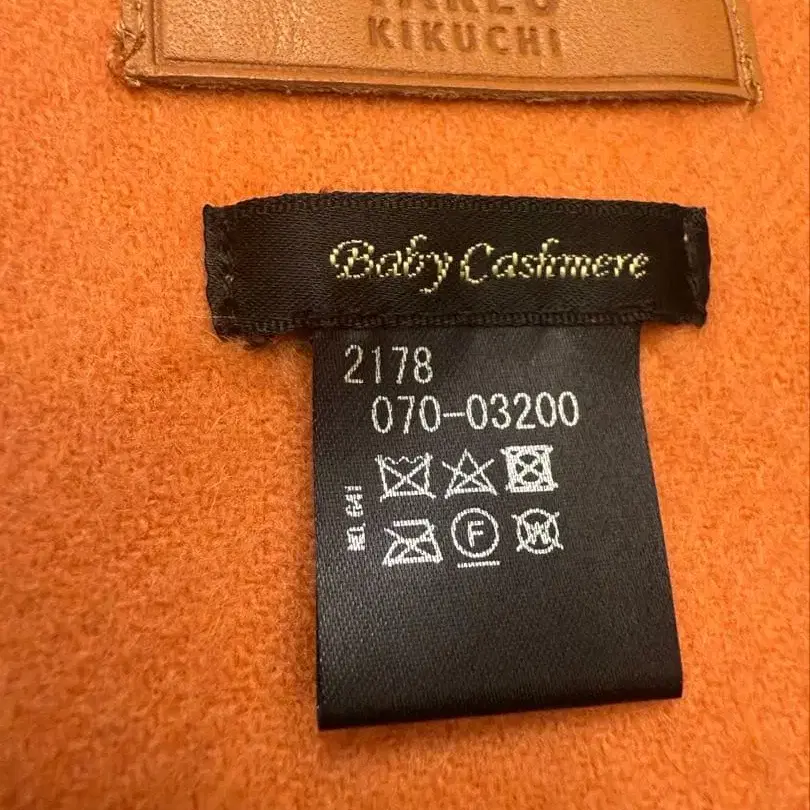 KIKUCHI
Baby Cashmere
2178
070-03200
F
W